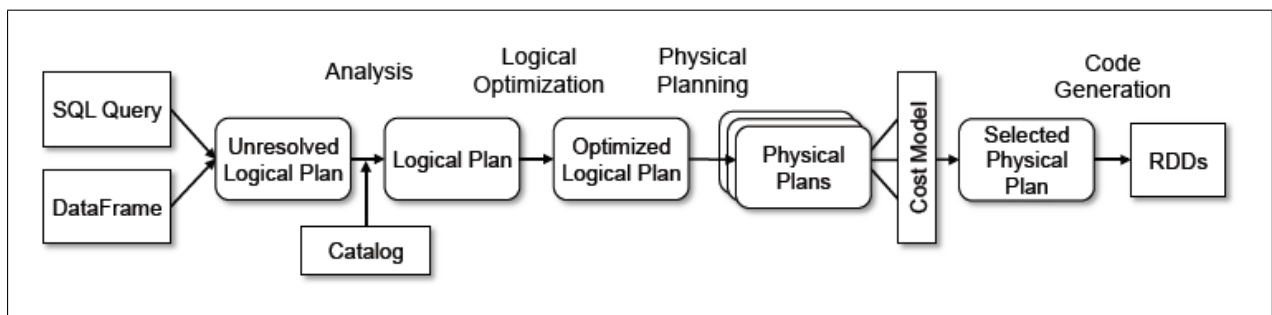 Analysis
Logical
Optimization
Physical
Planning
Code
Generation
SQL Query
DataFrame
Unresolved
Logical Plan
Catalog
Logical Plan
Optimized
Logical Plan
Physical
Plans
Cost Model
Selected
Physical
Plan
RDDs